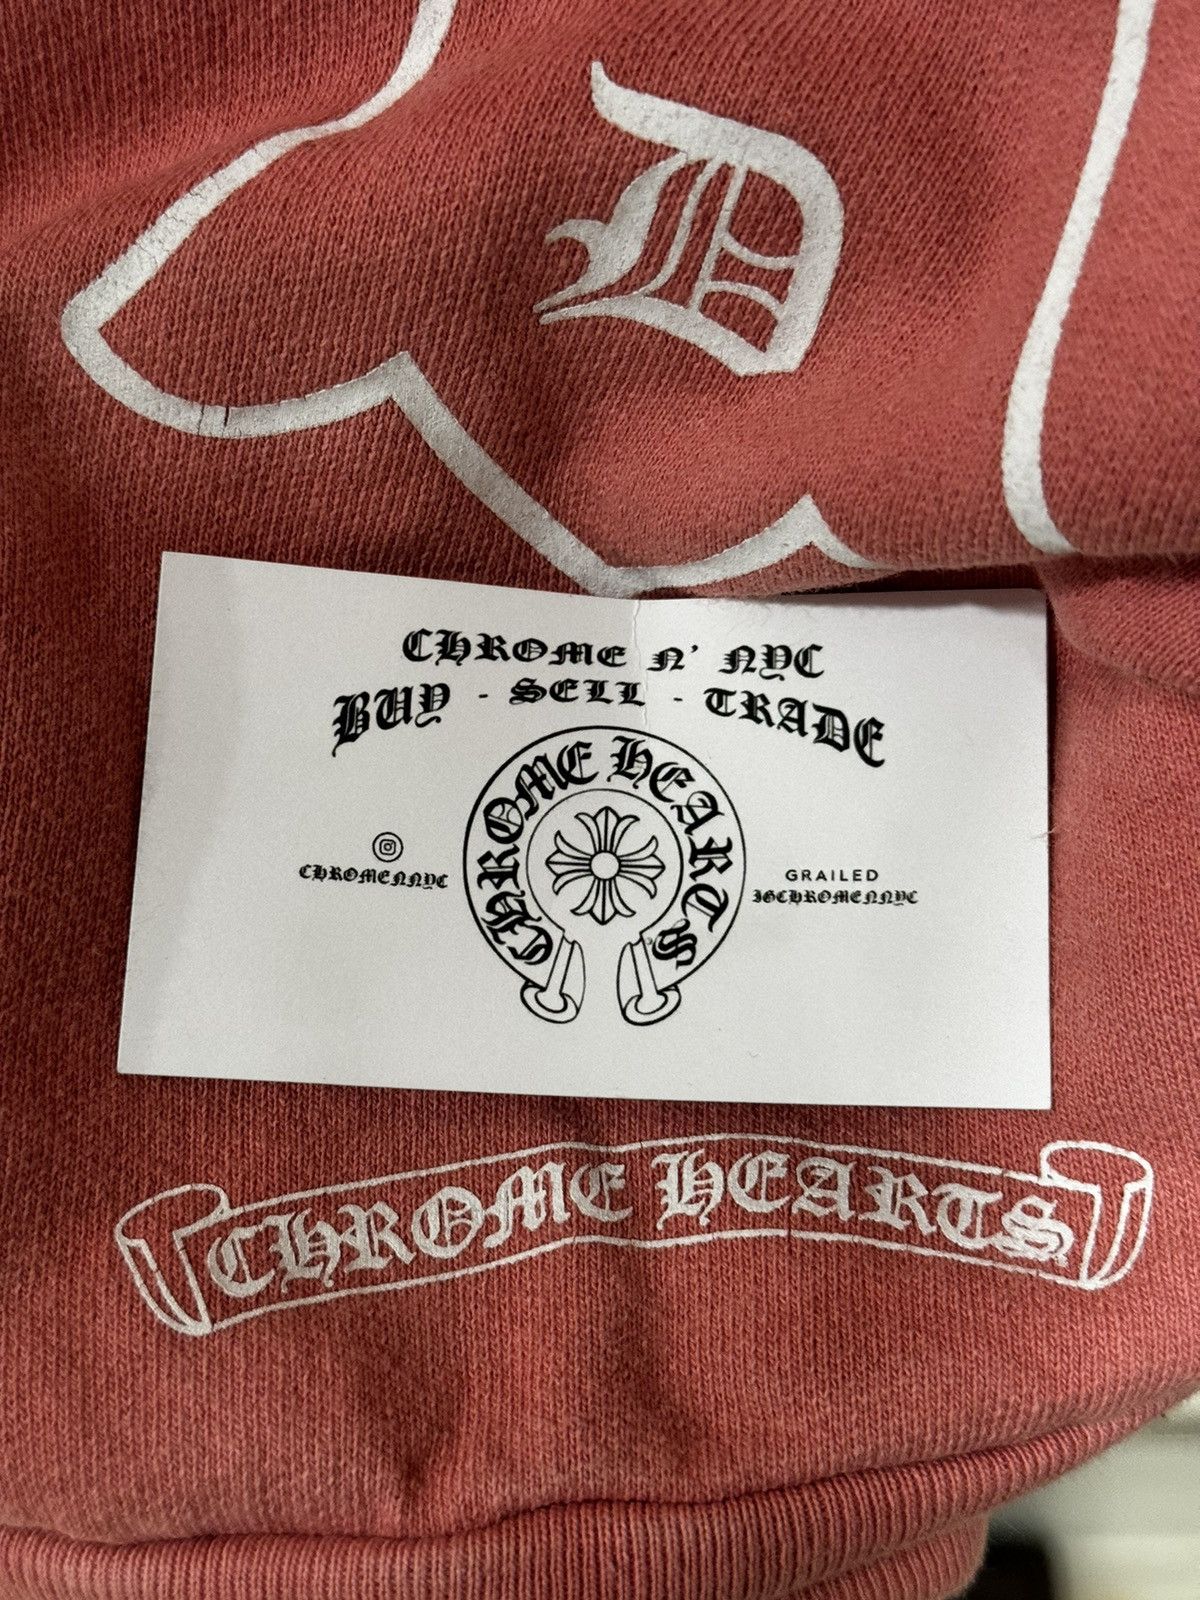 D
CHROME N' NYC
BUY - SELL - TRADE
CHROME HEARTS
CHROMENNYC
GRAILED
IGCHROMENNYC
CHROME HEARTS